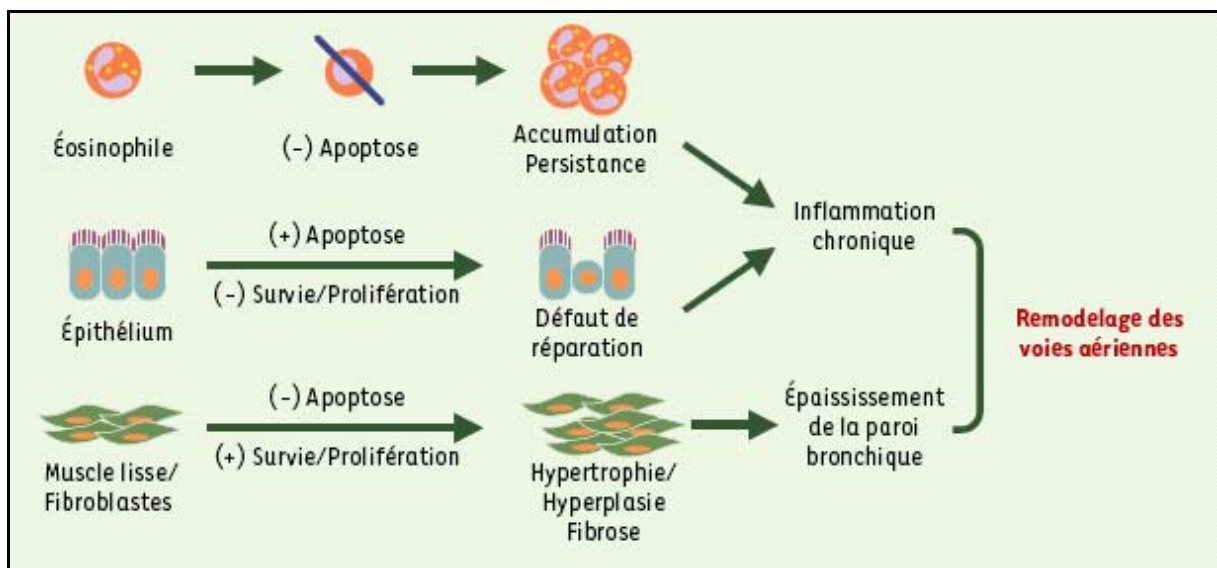 Éosinophile
(-) Apoptose
Accumulation
Persistance
Inflammation
chronique
(+) Apoptose
(-) Survie/Prolifération
Épithélium
Défaut de
réparation
Remodelage des
voies aériennes
(-) Apoptose
(+) Survie/Prolifération
Muscle lisse/
Fibroblastes
Hypertrophie/
Hyperplasie
Fibrose
Épaississement
de la paroi
bronchique